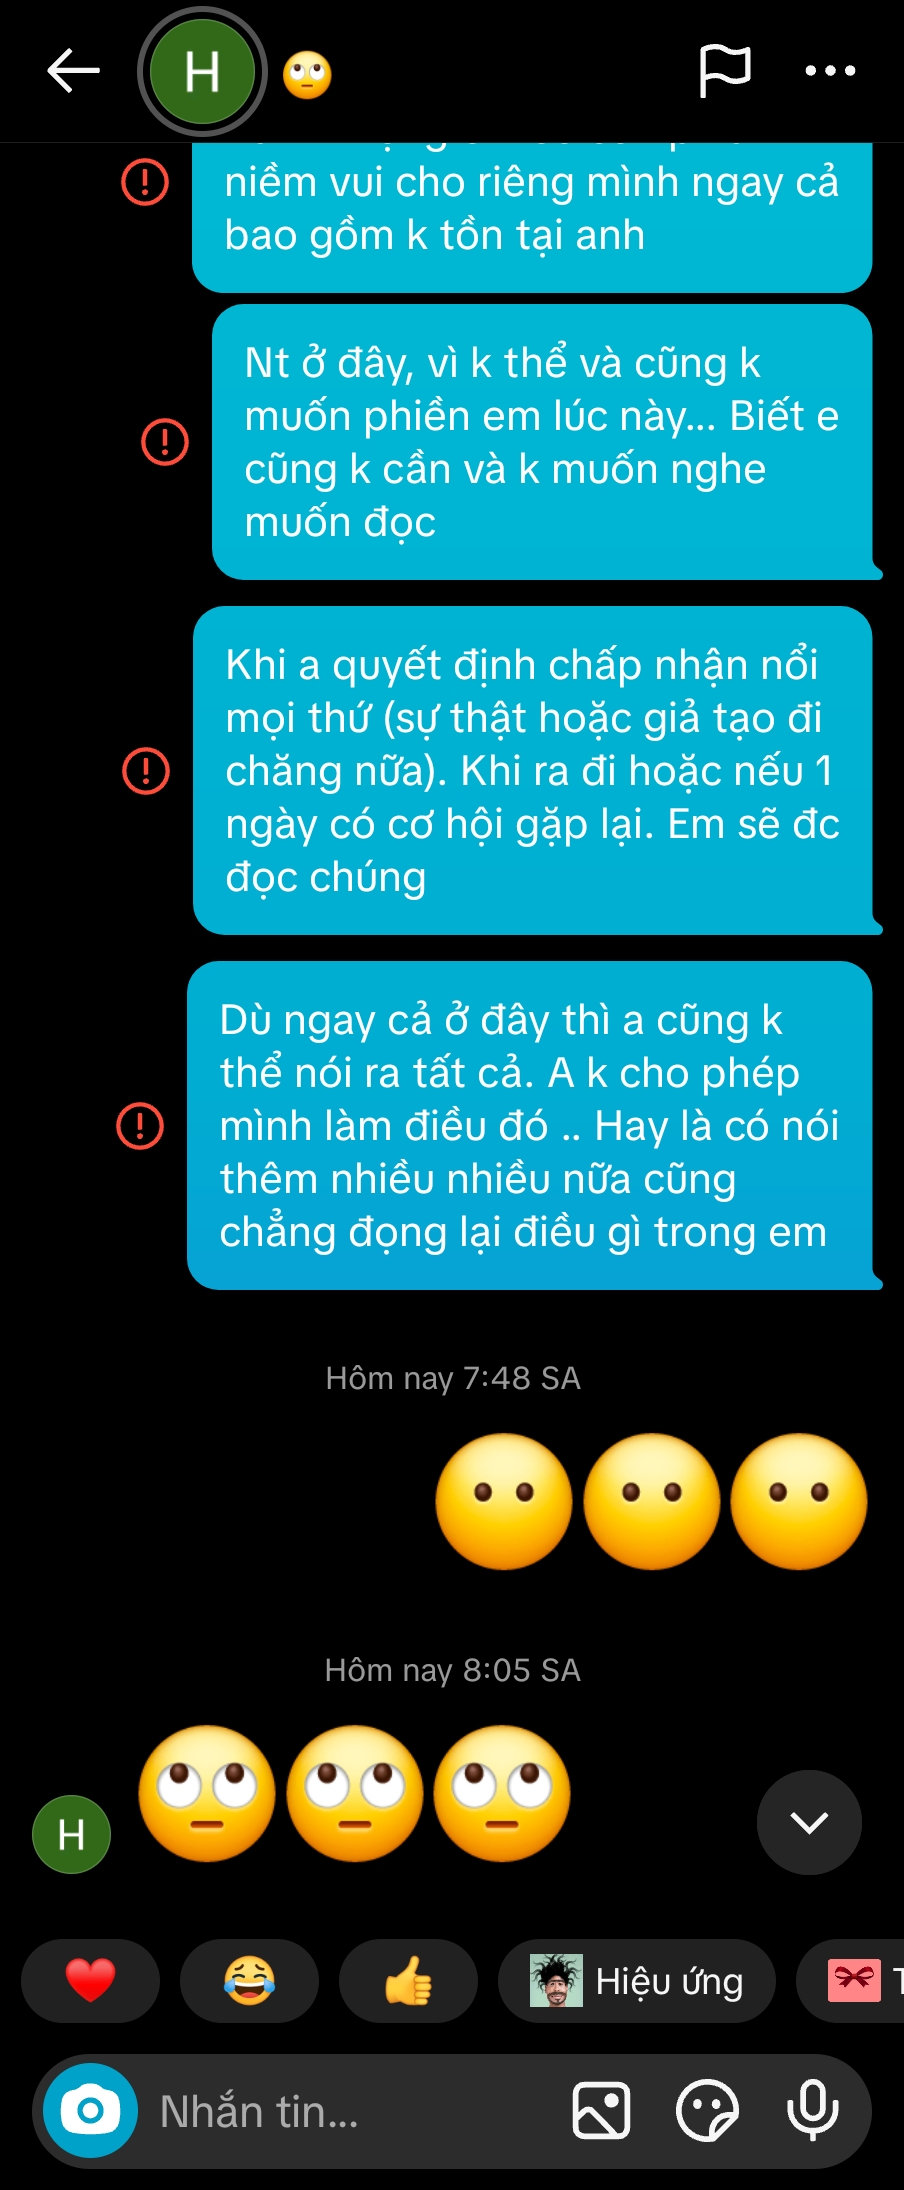 H 🙄
niềm vui cho riêng mình ngay cả
bao gồm k tồn tại anh
Nt ở đây, vì k thể và cũng k
muốn phiền em lúc này... Biết e
cũng k cần và k muốn nghe
muốn đọc
Khi a quyết định chấp nhận nổi
mọi thứ (sự thật hoặc giả tạo đi
chăng nữa). Khi ra đi hoặc nếu 1
ngày có cơ hội gặp lại. Em sẽ đc
đọc chúng
Dù ngay cả ở đây thì a cũng k
thể nói ra tất cả. A k cho phép
mình làm điều đó .. Hay là có nói
thêm nhiều nhiều nữa cũng
chẳng đọng lại điều gì trong em
Hôm nay 7:48 SA
😶😶😶
Hôm nay 8:05 SA
🙄🙄🙄
H
❤️ 😂 👍 Hiệu ứng
Nhắn tin...